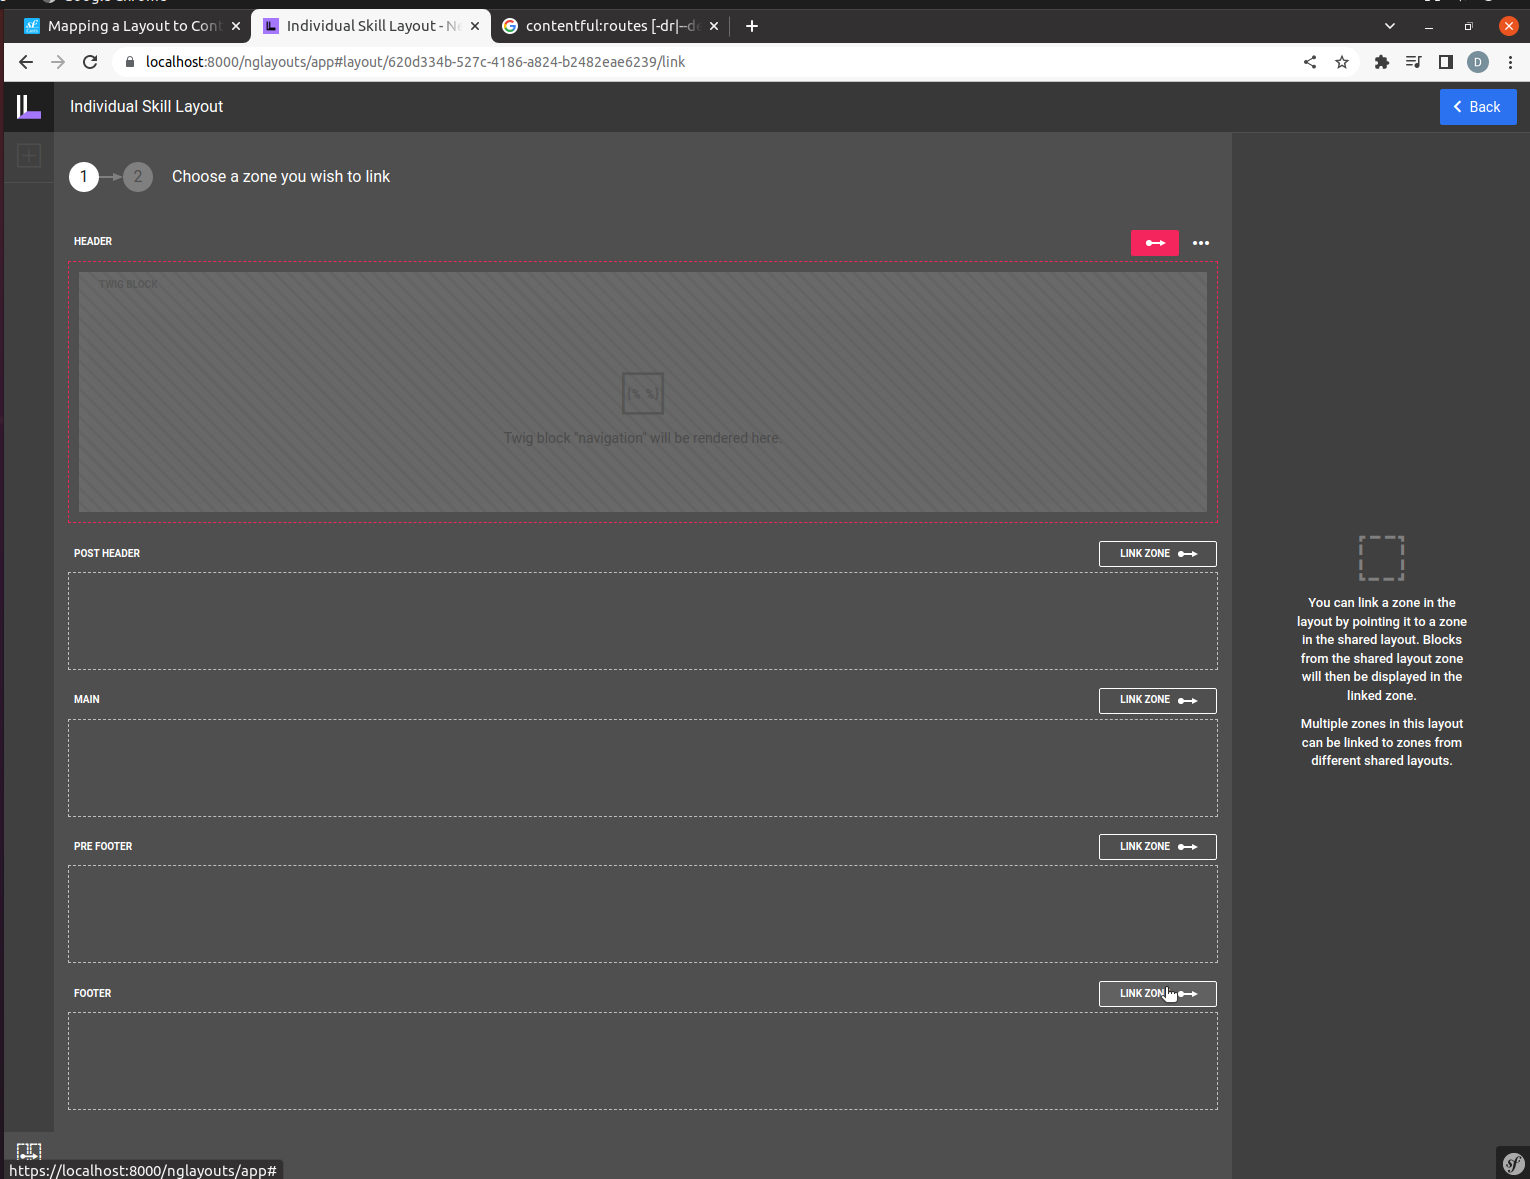 Mapping a Layout to Cont
Individual Skill Layout - Ne
contentful:routes [-dr|--de
localhost:8000/nglayouts/app#layout/620d334b-527c-4186-a824-b2482eae6239/link
D
Individual Skill Layout
Back
1
2
Choose a zone you wish to link
HEADER
TWIG BLOCK
{% %}
Twig block "navigation" will be rendered here.
POST HEADER
LINK ZONE
MAIN
LINK ZONE
PRE FOOTER
LINK ZONE
FOOTER
LINK ZON
You can link a zone in the
layout by pointing it to a zone
in the shared layout. Blocks
from the shared layout zone
will then be displayed in the
linked zone.
Multiple zones in this layout
can be linked to zones from
different shared layouts.
https://localhost:8000/nglayouts/app#
sf